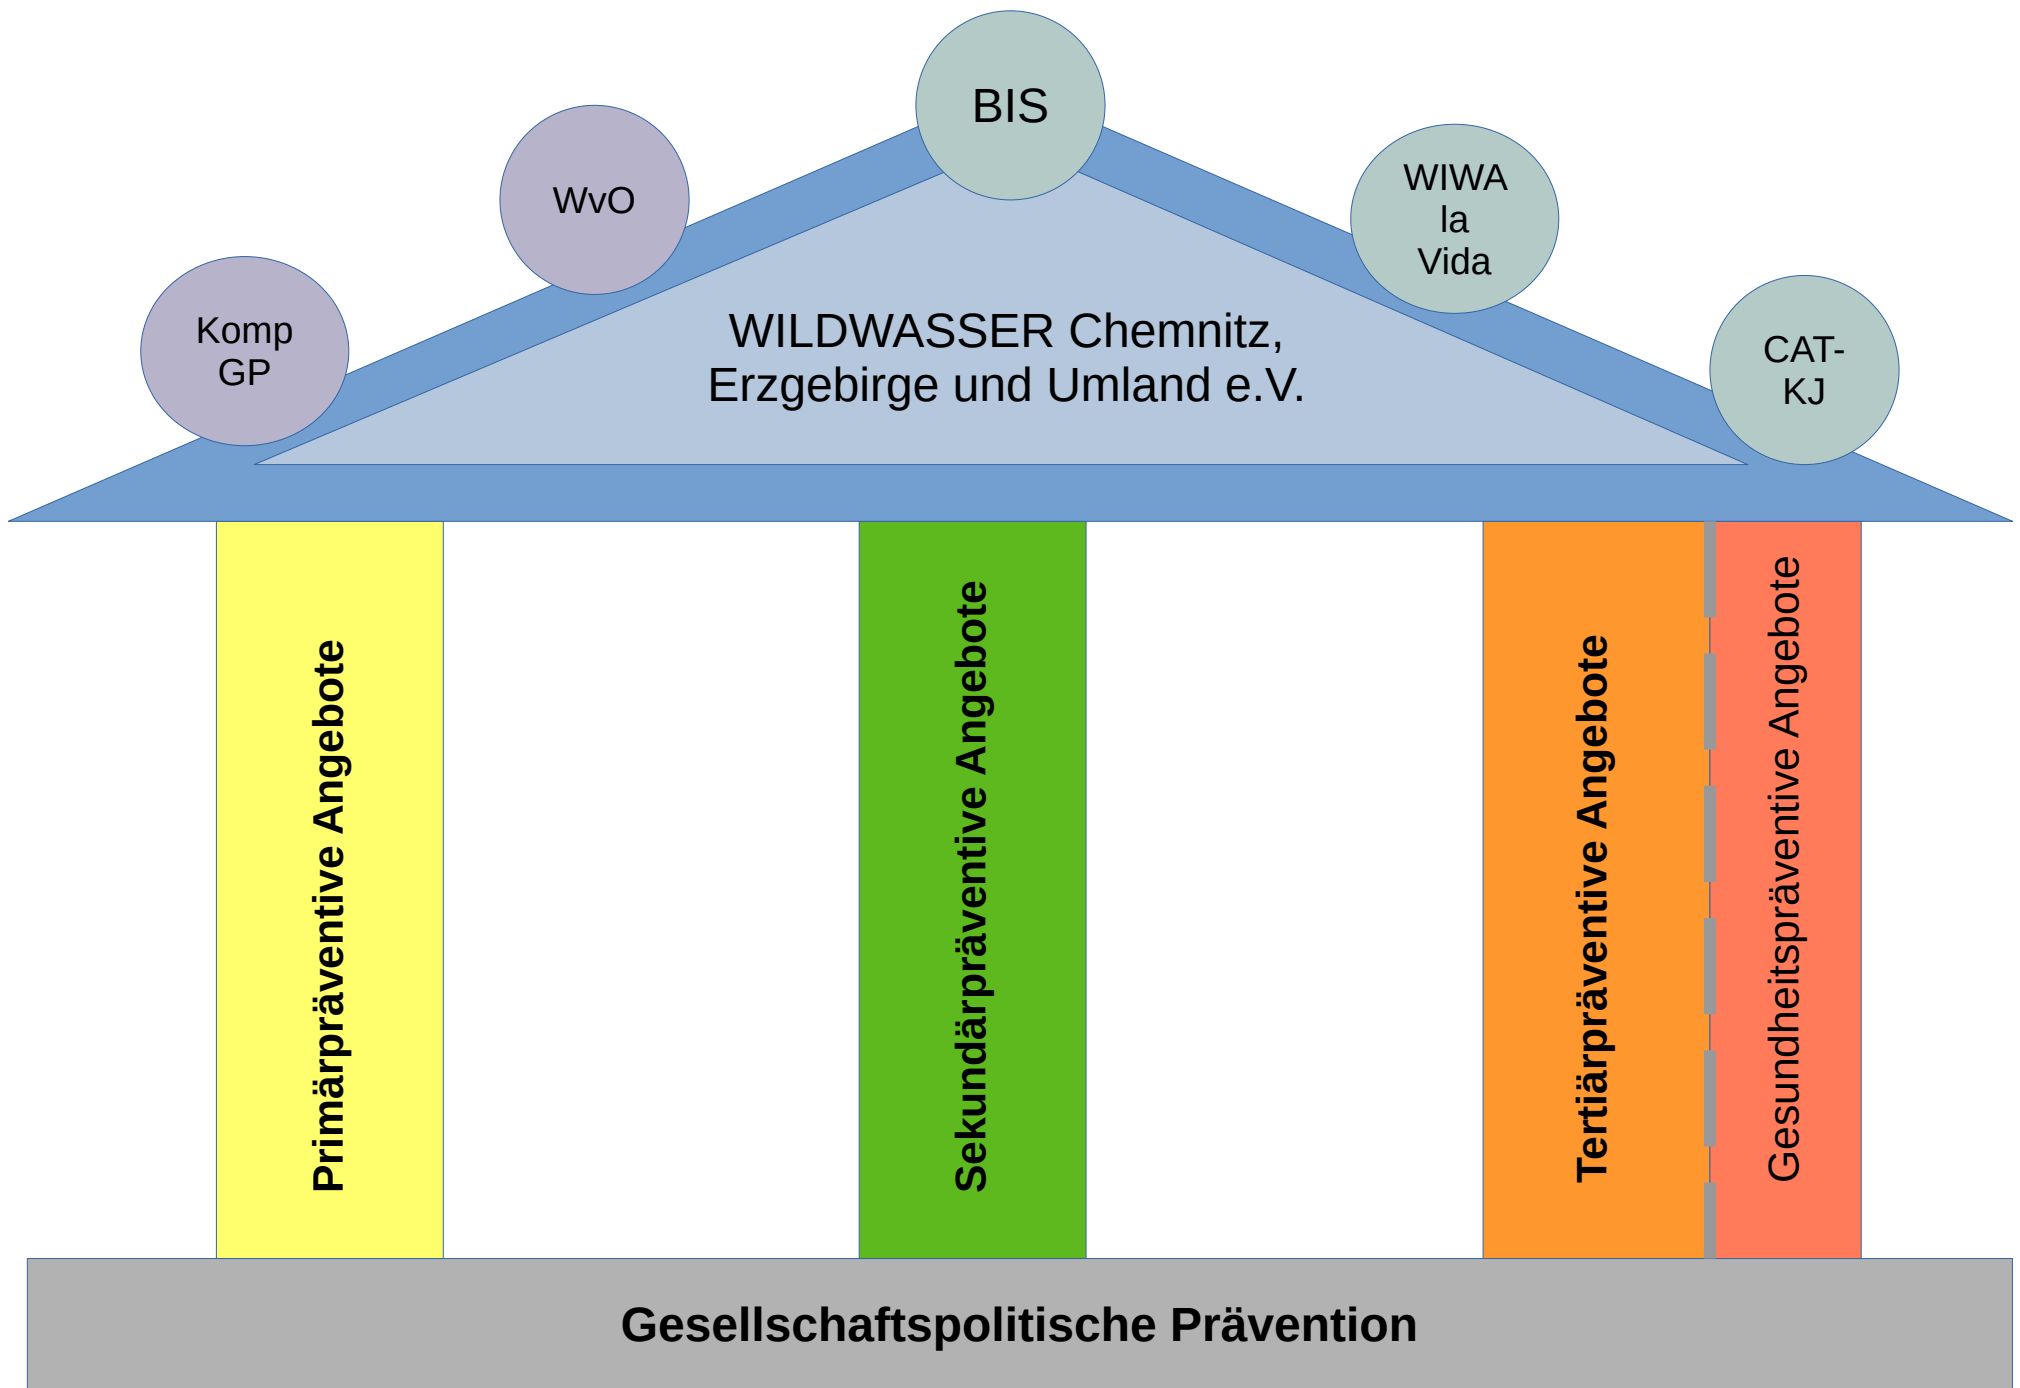 BIS
WvO
WIWA
la
Vida
Komp
GP
CAT-
KJ
WILDWASSER Chemnitz,
Erzgebirge und Umland e.V.
Primärpräventive Angebote
Sekundärpräventive Angebote
Tertiärpräventive Angebote
Gesundheitspräventive Angebote
Gesellschaftspolitische Prävention